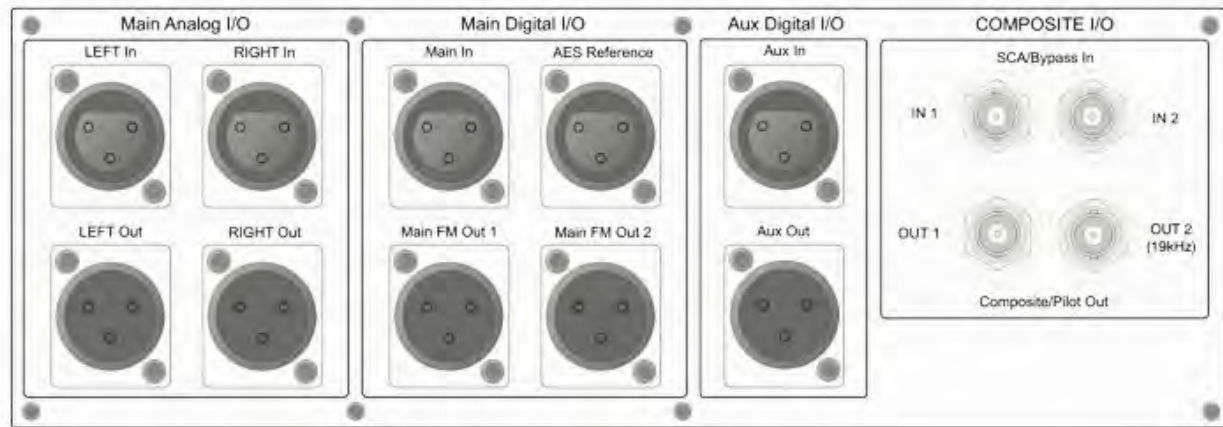 Main Analog I/O
Main Digital I/O
Aux Digital I/O
COMPOSITE I/O
LEFT In
RIGHT In
Main In
AES Reference
Aux In
SCA/Bypass In
IN 1
IN 2
LEFT Out
RIGHT Out
Main FM Out 1
Main FM Out 2
Aux Out
OUT 1
OUT 2
(19kHz)
Composite/Pilot Out